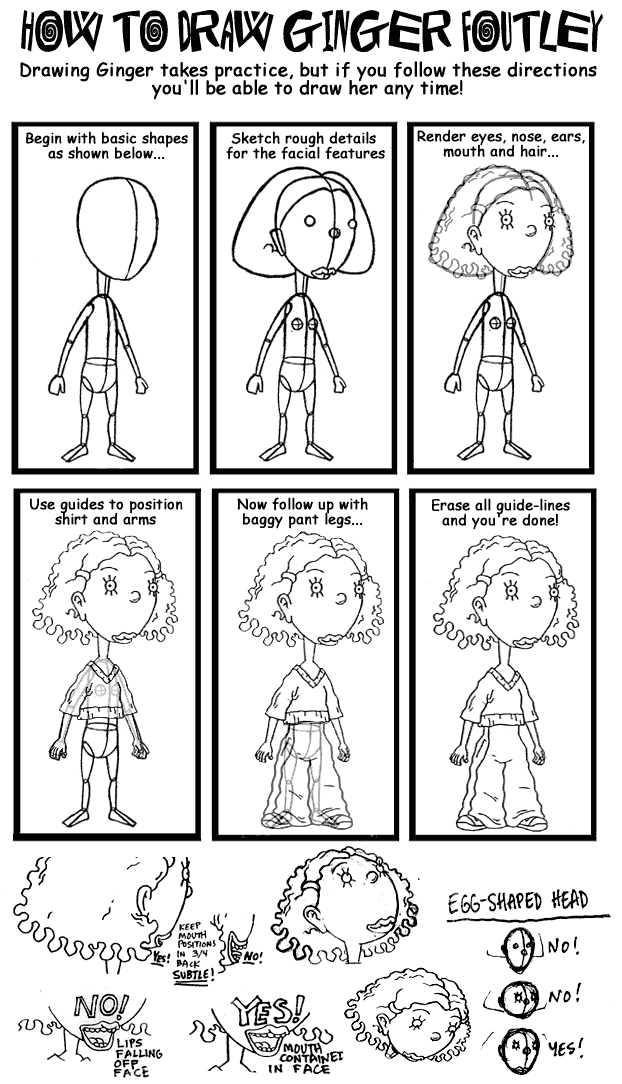 HOW TO DRAW GINGER FOUTLEY
Drawing Ginger takes practice, but if you follow these directions
you'll be able to draw her any time!
Begin with basic shapes
as shown below...
Sketch rough details
for the facial features
Render eyes, nose, ears,
mouth and hair...
Use guides to position
shirt and arms
Now follow up with
baggy pant legs...
Erase all guide-lines
and you're done!
KEEP
MOUTH
POSITIONS
IN 3/4
BACK
SUBTLE!
Yes!
NO!
EGG-SHAPED HEAD
NO!
NO!
YES!
NO!
LIPS
FALLING
OFF
FACE
YES!
MOUTH
CONTAINED
IN FACE